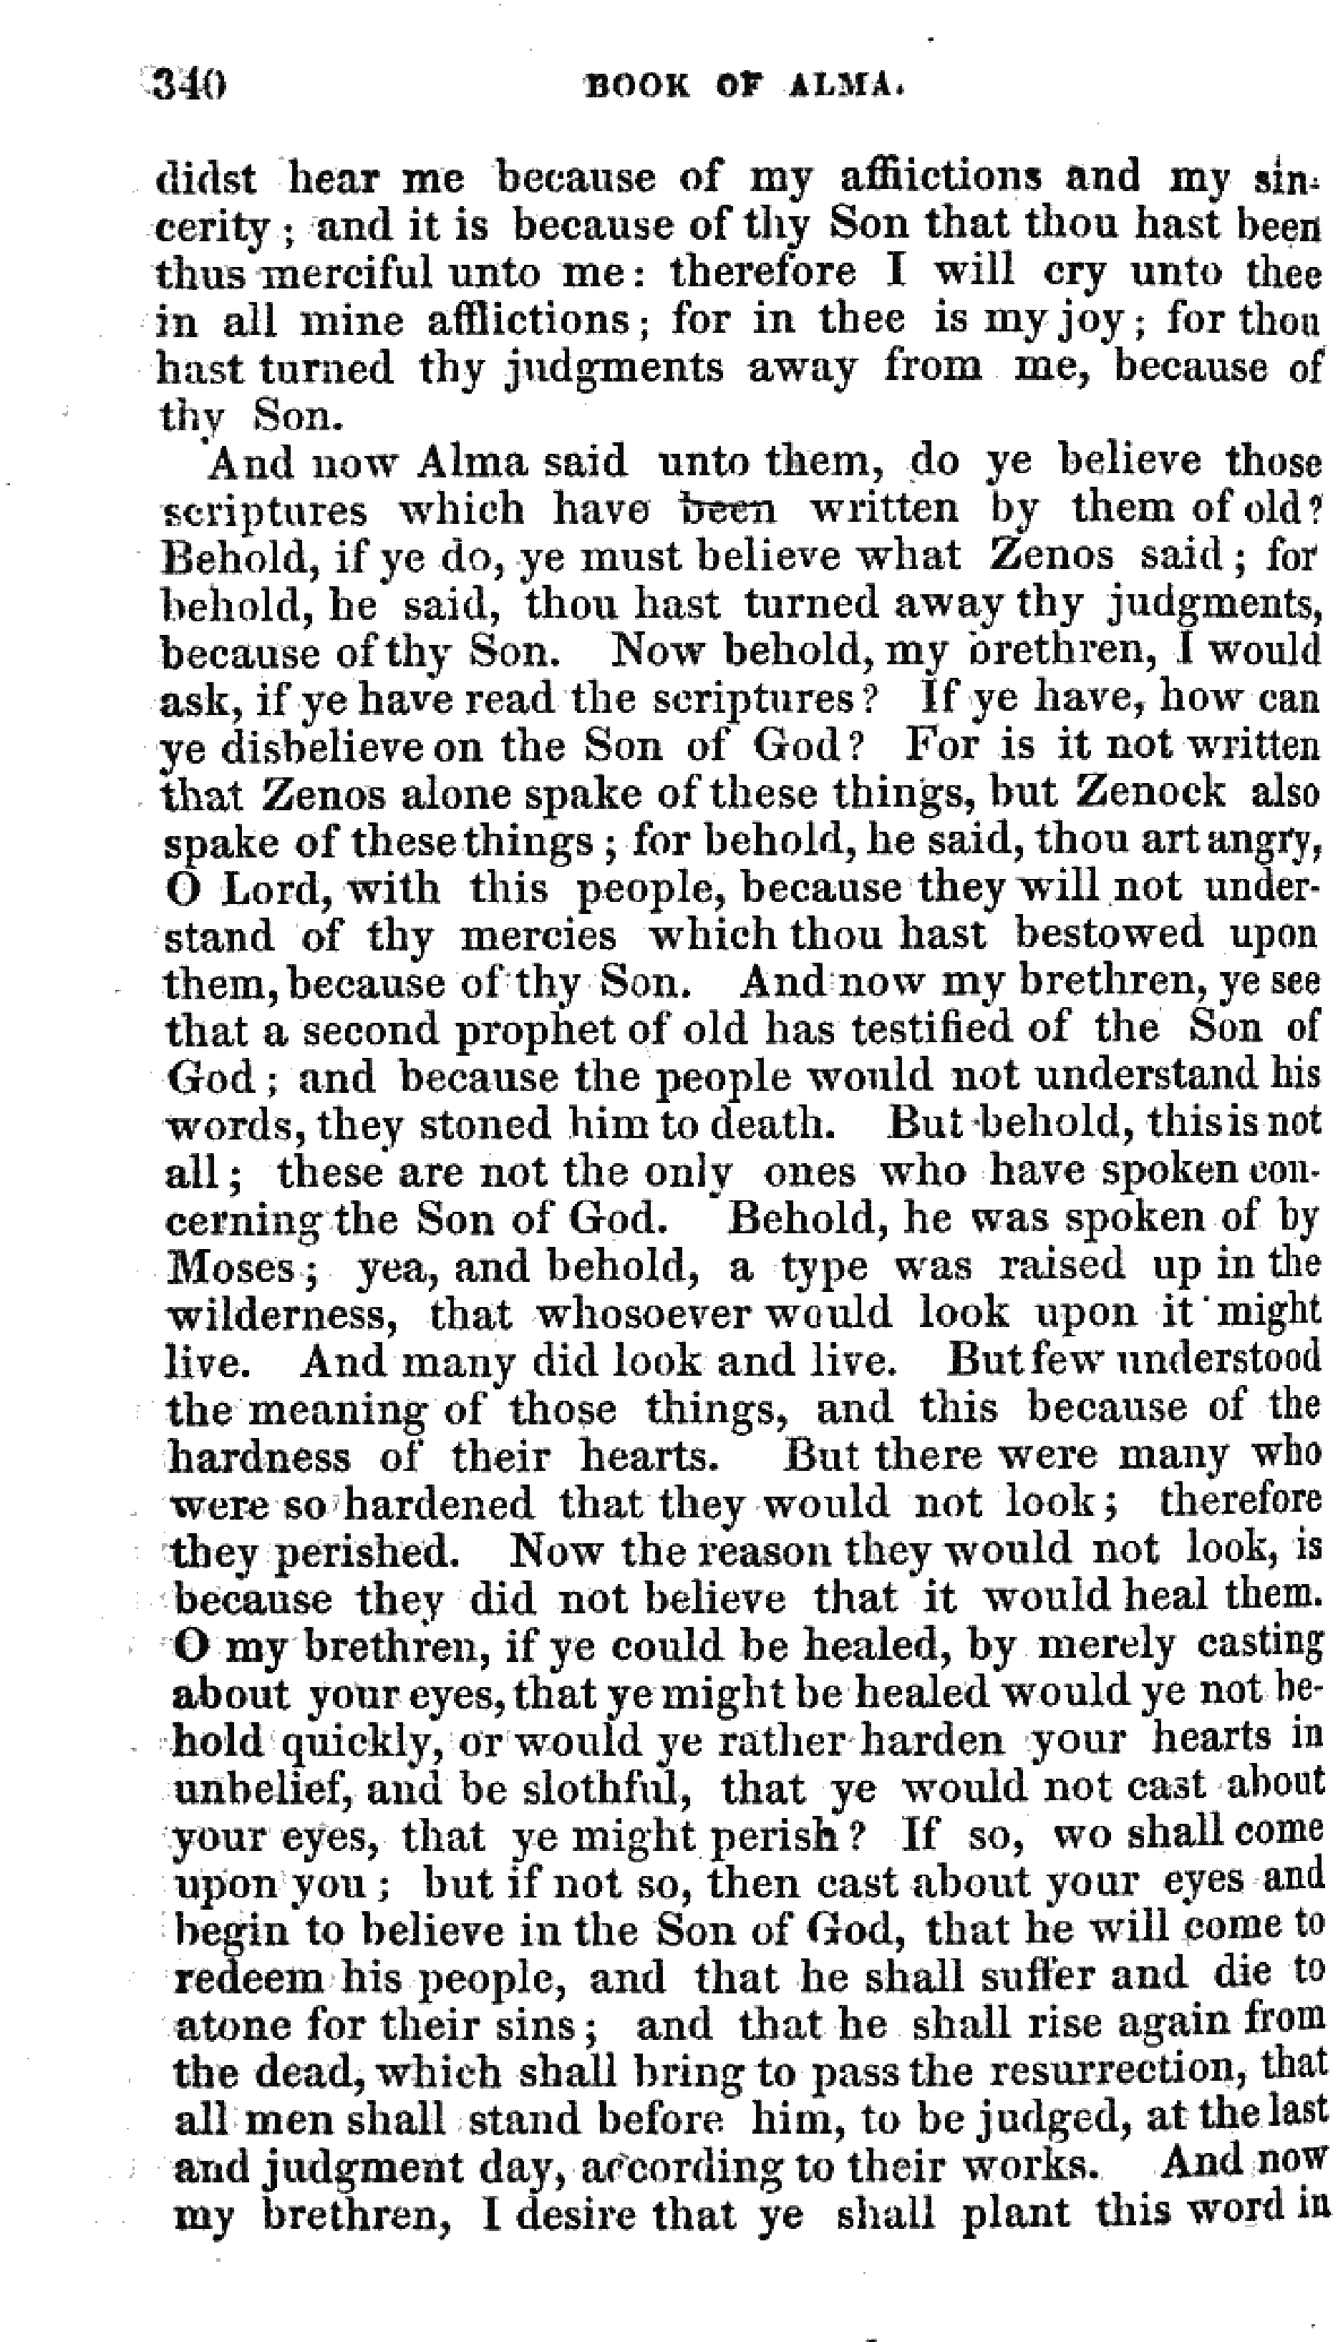 340 BOOK OF ALMA.
didst hear me because of my affiictions and my sin-
cerity; and it is because of thy Son that thou hast been
thus merciful unto me: therefore I will cry unto thee
in all mine afflictions; for in thee is my joy; for thou
hast turned thy judgments away from me, because of
thy Son.
And now Alma said unto them, do ye believe those
scriptures which have been written by them of old?
Behold, if ye do, ye must believe what Zenos said; for
behold, he said, thou hast turned away thy judgments,
because of thy Son. Now behold, my brethren, I would
ask, if ye have read the scriptures? If ye have, how can
ye disbelieve on the Son of God? For is it not written
that Zenos alone spake of these things, but Zenock also
spake of these things; for behold, he said, thou art angry,
O Lord, with this people, because they will not under-
stand of thy mercies which thou hast bestowed upon
them, because of thy Son. And now my brethren, ye see
that a second prophet of old has testified of the Son of
God; and because the people would not understand his
words, they stoned him to death. But behold, this is not
all; these are not the only ones who have spoken con-
cerning the Son of God. Behold, he was spoken of by
Moses; yea, and behold, a type was raised up in the
wilderness, that whosoever would look upon it might
live. And many did look and live. But few understood
the meaning of those things, and this because of the
hardness of their hearts. But there were many who
were so hardened that they would not look; therefore
they perished. Now the reason they would not look, is
because they did not believe that it would heal them.
O my brethren, if ye could be healed, by merely casting
about your eyes, that ye might be healed would ye not be-
hold quickly, or would ye rather harden your hearts in
unbelief, and be slothful, that ye would not cast about
your eyes, that ye might perish? If so, wo shall come
upon you; but if not so, then cast about your eyes and
begin to believe in the Son of God, that he will come to
redeem his people, and that he shall suffer and die to
atone for their sins; and that he shall rise again from
the dead, which shall bring to pass the resurrection, that
all men shall stand before him, to be judged, at the last
and judgment day, according to their works. And now
my brethren, I desire that ye shall plant this word in